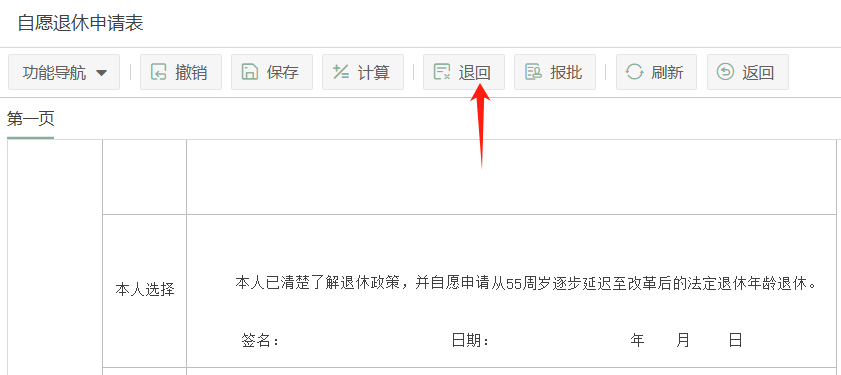 自愿退休申请表
功能导航 撤销 保存 计算 退回 报批 刷新 返回
第一页
本人已清楚了解退休政策，并自愿申请从55周岁逐步延迟至改革后的法定退休年龄退休。
本人选择
签名： 日期： 年 月 日